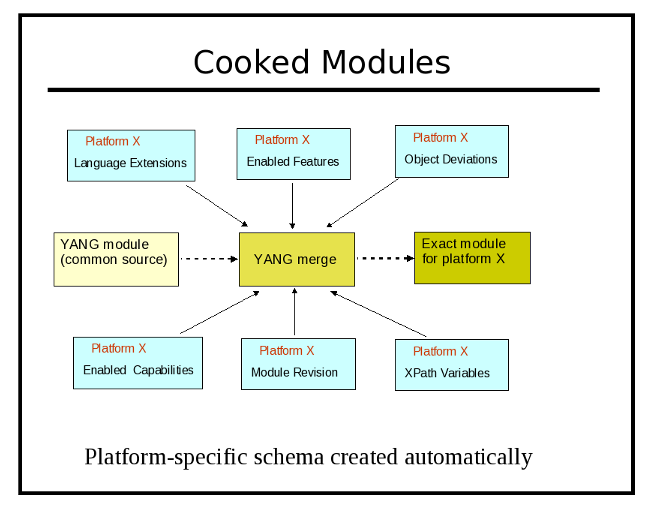 Cooked Modules
Platform X
Language Extensions
Platform X
Enabled Features
Platform X
Object Deviations
YANG module
(common source)
YANG merge
Exact module
for platform X
Platform X
Enabled Capabilities
Platform X
Module Revision
Platform X
XPath Variables
Platform-specific schema created automatically